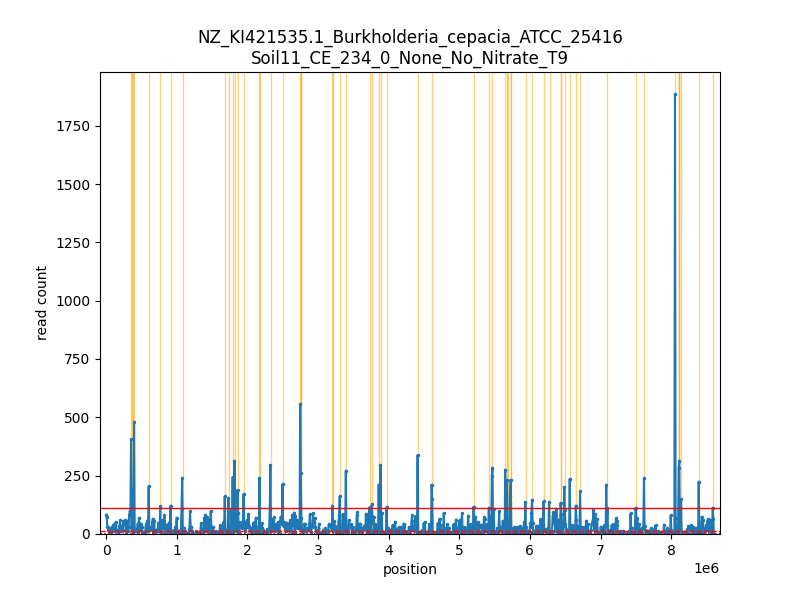 NZ_KI421535.1_Burkholderia_cepacia_ATCC_25416
Soil11_CE_234_0_None_No_Nitrate_T9
read count
1750
1500
1250
1000
750
500
250
0
0 1 2 3 4 5 6 7 8
1e6
position